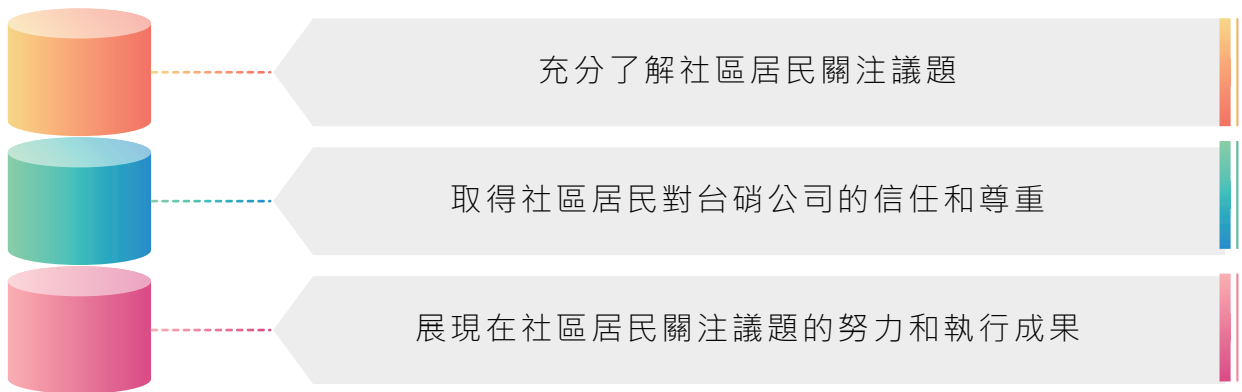 充分了解社區居民關注議題
取得社區居民對台硝公司的信任和尊重
展現在社區居民關注議題的努力和執行成果